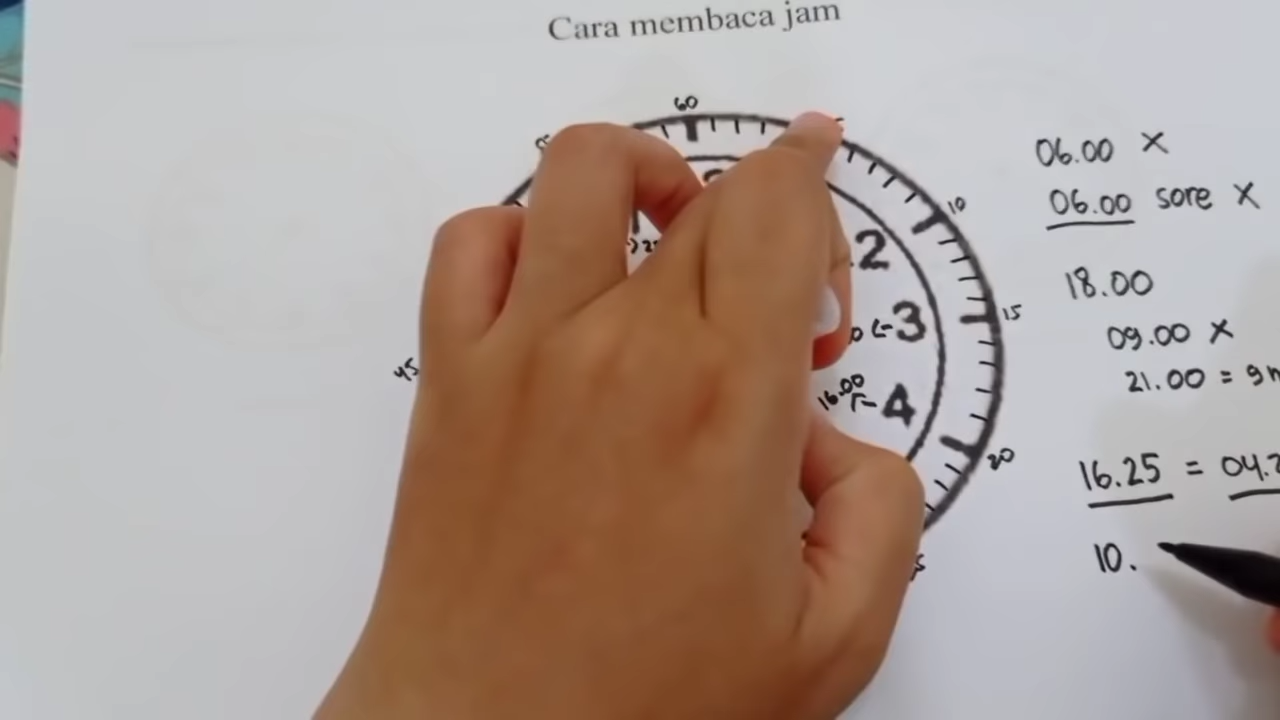 Cara membaca jam
60
10
15
20
45
2
<-3
16.00 <-4
06.00 x
06.00 sore x
18.00
09.00 x
21.00 = 9
16.25 = 04.2
10.